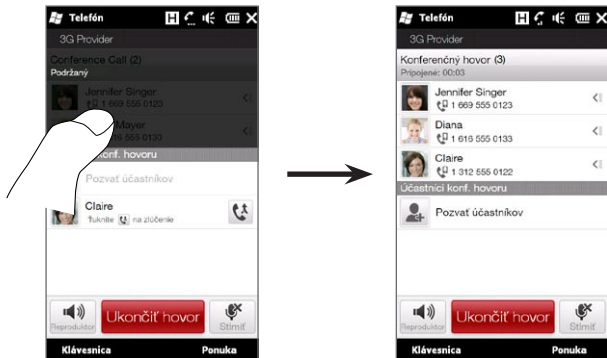 Telefón
3G Provider
Conference Call (2)
Podržaný
Jennifer Singer
1 669 555 0123
Mayer
616 555 0133
konf. hovoru
Pozvať účastníkov
Claire
Ťuknite na zlúčenie
Reproduktor
Ukončiť hovor
Stlmiť
Klávesnica
Ponuka
Telefón
3G Provider
Konferenčný hovor (3)
Pripojené: 00:03
Jennifer Singer
1 669 555 0123
Diana
1 616 555 0133
Claire
1 312 555 0122
Účastníci konf. hovoru
Pozvať účastníkov
Reproduktor
Ukončiť hovor
Stlmiť
Klávesnica
Ponuka